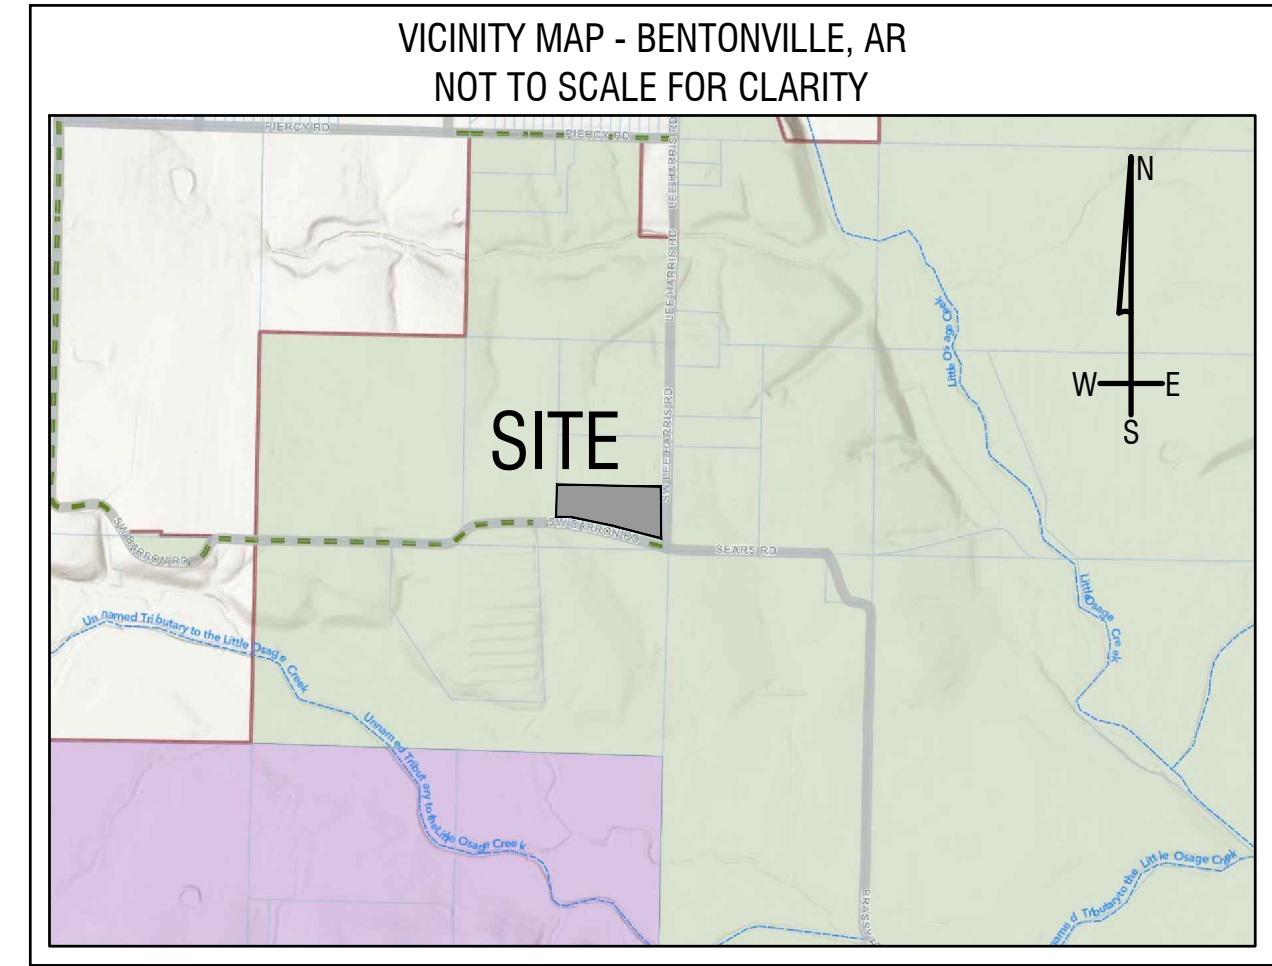 VICINITY MAP - BENTONVILLE, AR
NOT TO SCALE FOR CLARITY
PIERCY RD
PIERCY RD
LEE HARRIS RD
LEE HARRIS RD
N
Little Osage Creek
W
E
S
SITE
SW LEE HARRIS RD
SW BARRON RD
SW BARRON RD
SEARS RD
Little Osage Creek
Unnamed Tributary to the Little Osage Creek
Unnamed Tributary to the Little Osage Creek
Tributary to the Little Osage Creek
BRASSY